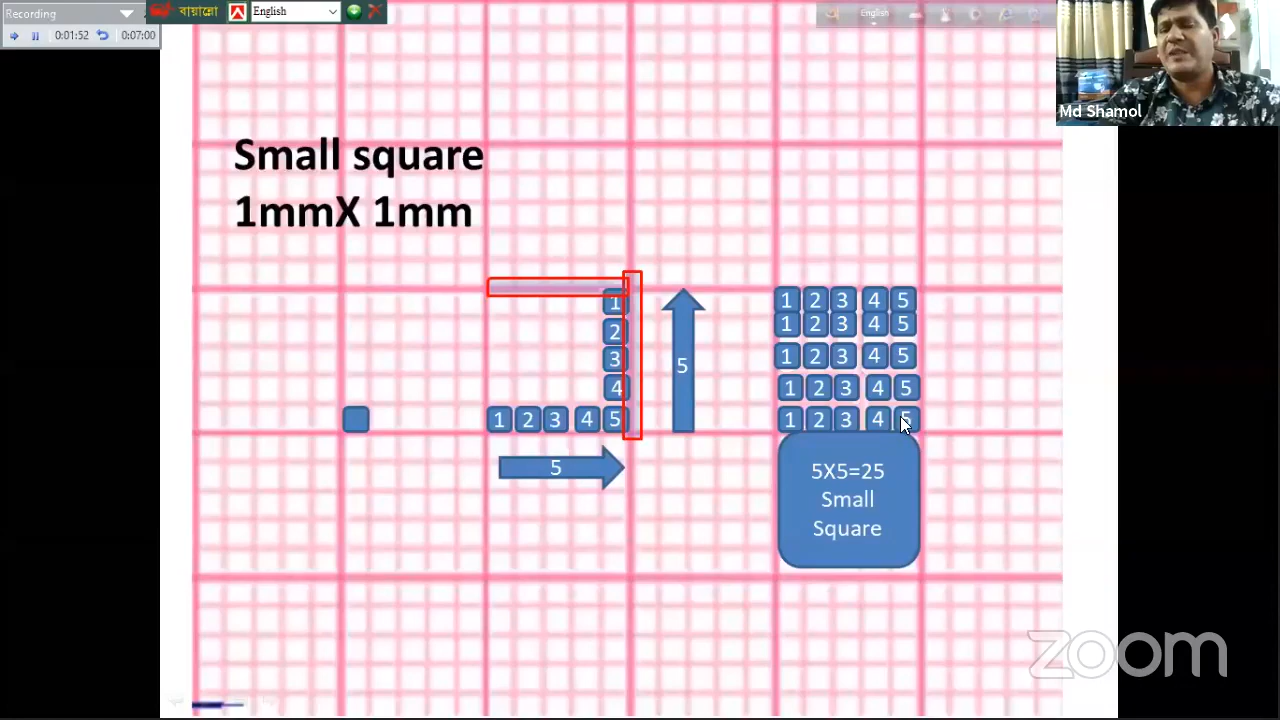 Recording
0:01:52
0:07:00
বায়ান্নো
English
English
Md Shamol
Small square
1mmX 1mm
1
2
3
4
1 2 3 4 5
5
5
1 2 3 4 5
1 2 3 4 5
1 2 3 4 5
1 2 3 4 5
1 2 3 4 5
5X5=25
Small
Square
zoom